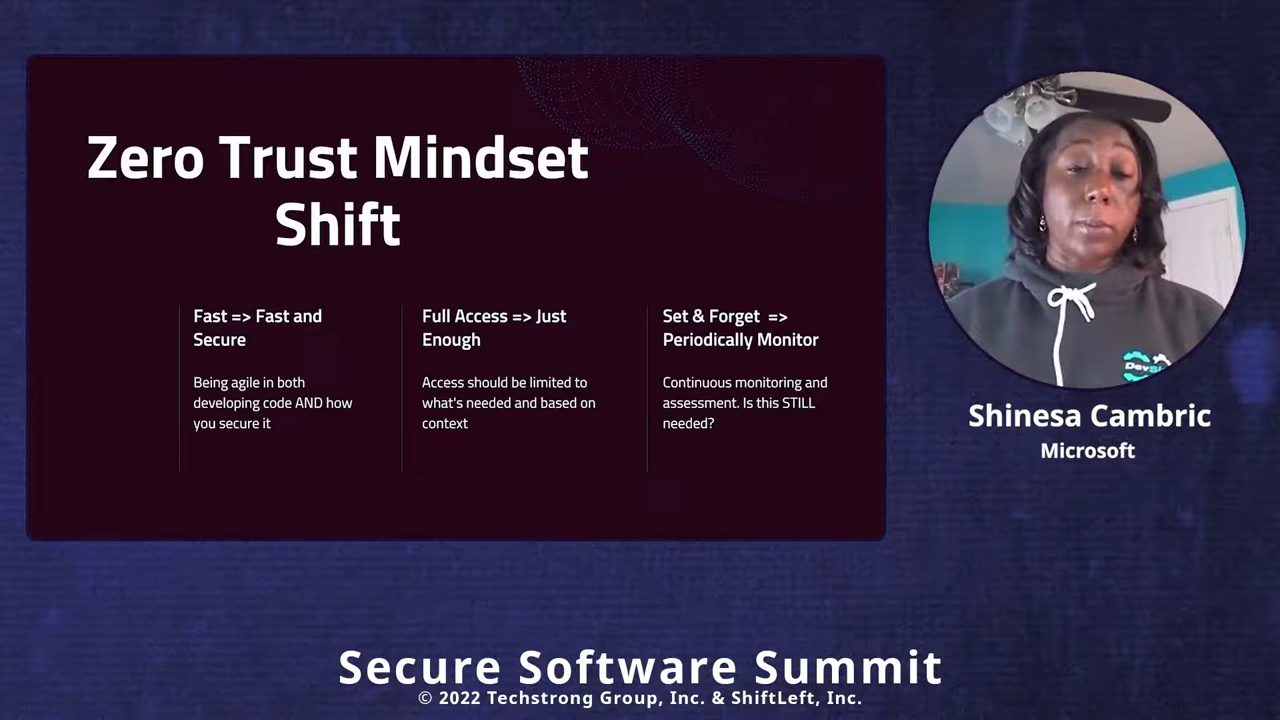 Zero Trust Mindset
Shift
Fast => Fast and
Secure
Being agile in both
developing code AND how
you secure it
Full Access => Just
Enough
Access should be limited to
what's needed and based on
context
Set & Forget  =>
Periodically Monitor
Continuous monitoring and
assessment. Is this STILL
needed?
Shinesa Cambric
Microsoft
Secure Software Summit
© 2022 Techstrong Group, Inc. & ShiftLeft, Inc.